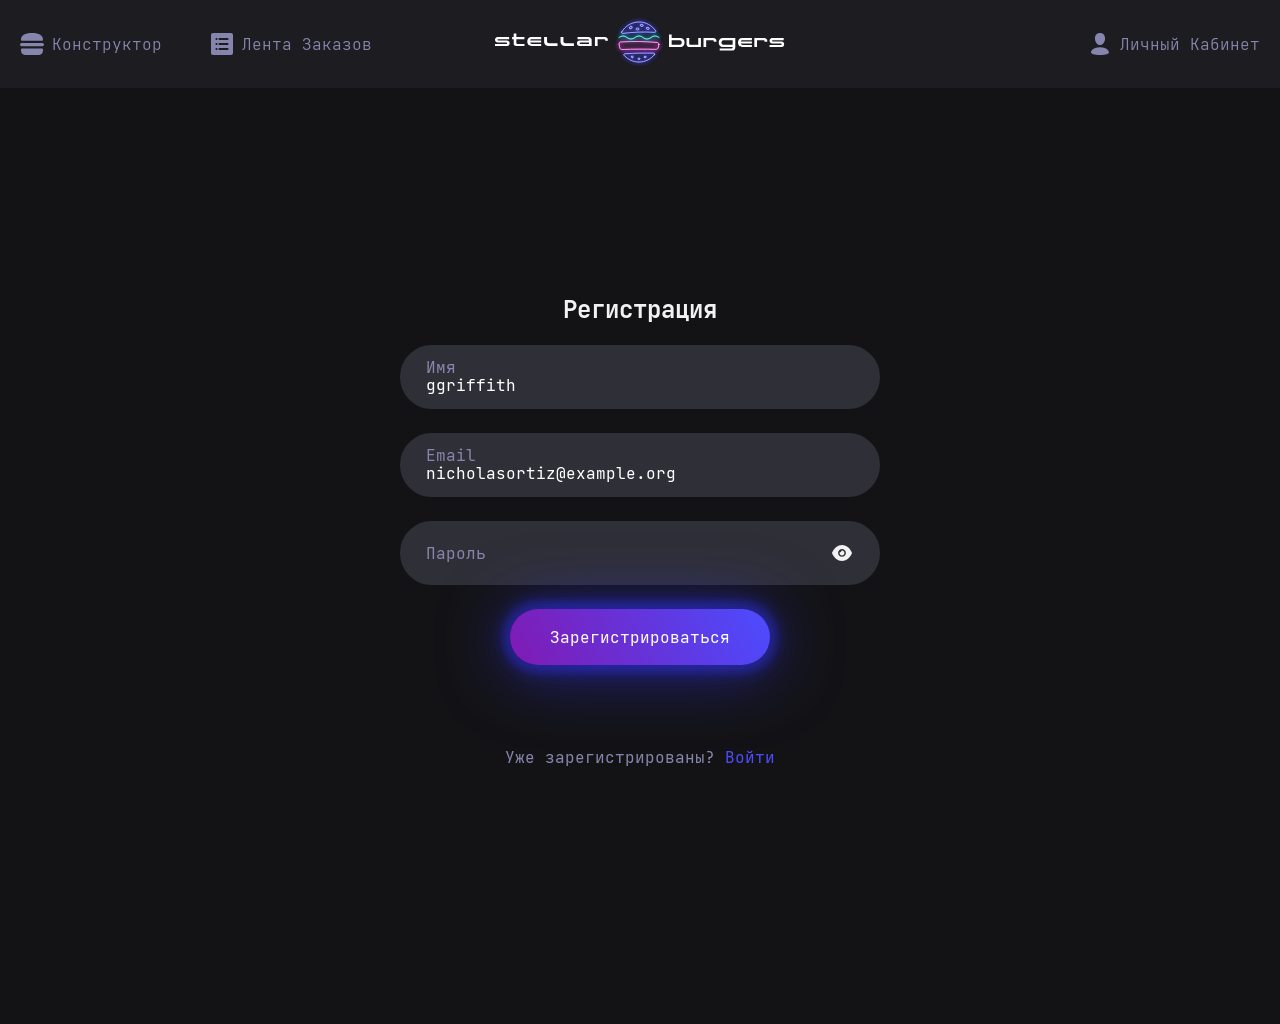 Конструктор
Лента Заказов
stellar burgers
Личный Кабинет
Регистрация
Имя
ggriffith
Email
nicholasortiz@example.org
Пароль
Зарегистрироваться
Уже зарегистрированы? Войти